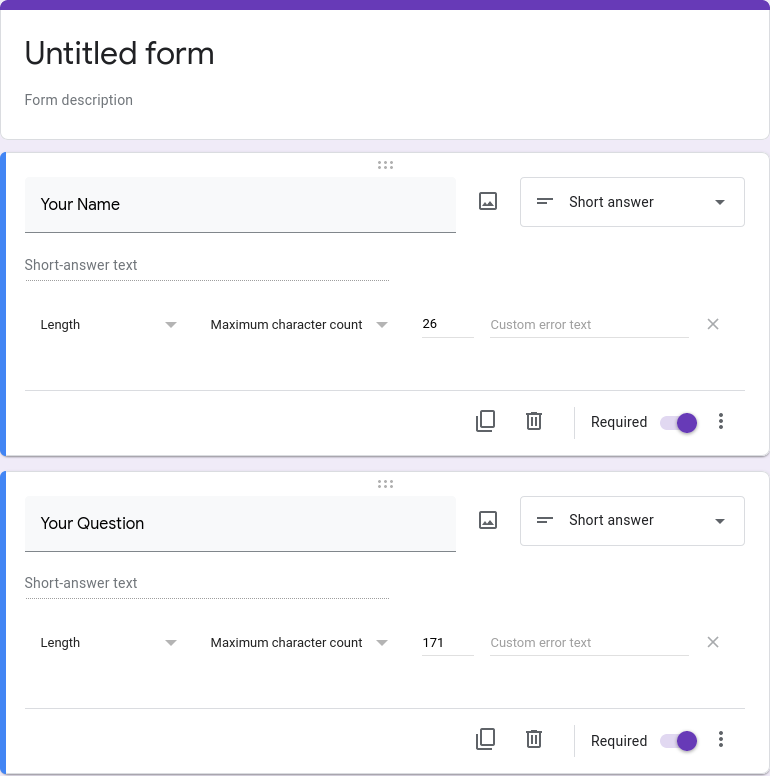 Untitled form
Form description
Your Name
Short answer
Short-answer text
Length Maximum character count 26 Custom error text
Required
Your Question
Short answer
Short-answer text
Length Maximum character count 171 Custom error text
Required